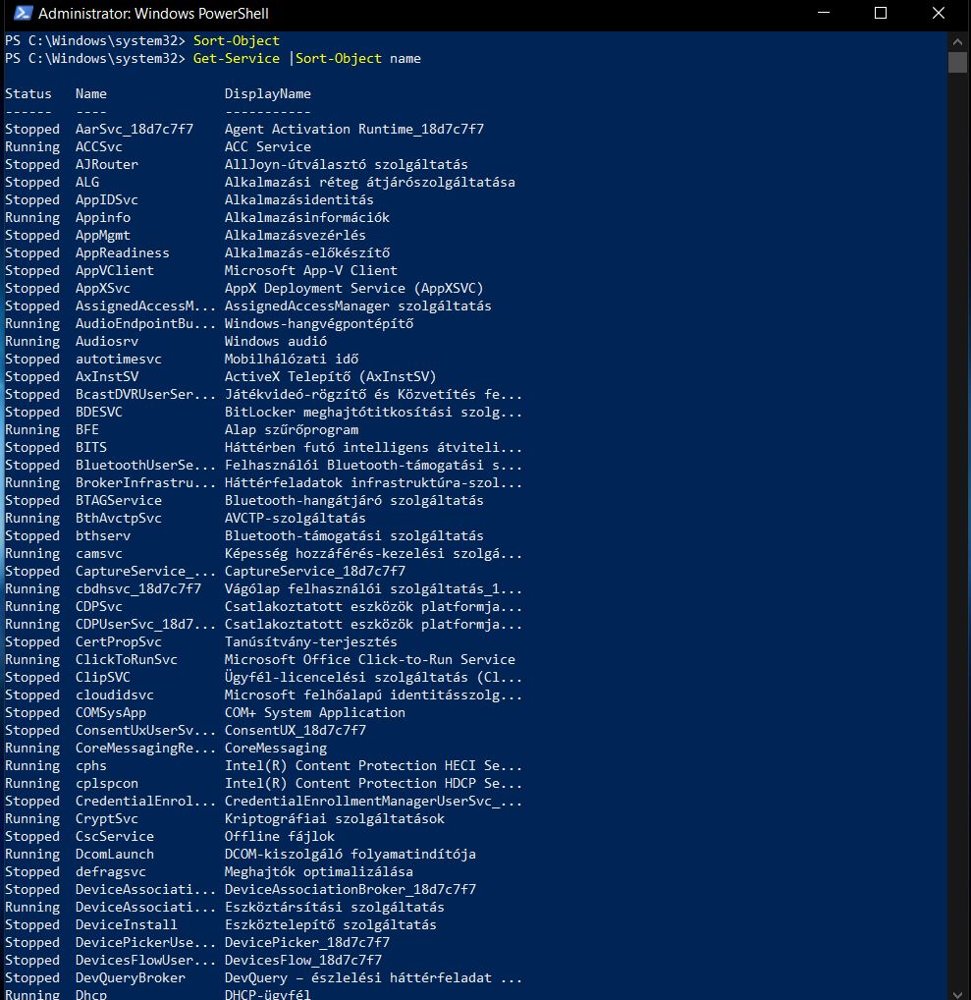 Administrator: Windows PowerShell
PS C:\Windows\system32> Sort-Object
PS C:\Windows\system32> Get-Service |Sort-Object name
Status Name DisplayName
------ ---- -----------
Stopped AarSvc_18d7c7f7 Agent Activation Runtime_18d7c7f7
Running ACCSvc ACC Service
Stopped AJRouter AllJoyn-útválasztó szolgáltatás
Stopped ALG Alkalmazási réteg átjárószolgáltatása
Stopped AppIDSvc Alkalmazásidentitás
Running Appinfo Alkalmazásinformációk
Stopped AppMgmt Alkalmazásvezérlés
Stopped AppReadiness Alkalmazás-előkészítő
Stopped AppVClient Microsoft App-V Client
Stopped AppXSvc AppX Deployment Service (AppXSVC)
Stopped AssignedAccessM... AssignedAccessManager szolgáltatás
Running AudioEndpointBu... Windows-hangvégpontépítő
Running Audiosrv Windows audió
Stopped autotimesvc Mobilhálózati idő
Stopped AxInstSV ActiveX Telepítő (AxInstSV)
Stopped BcastDVRUserSer... Játékvideó-rögzítő és Közvetítés fe...
Stopped BDESVC BitLocker meghajtótitkosítási szolg...
Running BFE Alap szűrőprogram
Stopped BITS Háttérben futó intelligens átviteli...
Stopped BluetoothUserSe... Felhasználói Bluetooth-támogatási s...
Running BrokerInfrastru... Háttérfeladatok infrastruktúra-szol...
Stopped BTAGService Bluetooth-hangátjáró szolgáltatás
Running BthAvctpSvc AVCTP-szolgáltatás
Stopped bthserv Bluetooth-támogatási szolgáltatás
Running camsvc Képesség hozzáférés-kezelési szolgá...
Stopped CaptureService_... CaptureService_18d7c7f7
Running cbdhsvc_18d7c7f7 Vágólap felhasználói szolgáltatás_1...
Running CDPSvc Csatlakoztatott eszközök platformja...
Running CDPUserSvc_18d7... Csatlakoztatott eszközök platformja...
Stopped CertPropSvc Tanúsítvány-terjesztés
Running ClickToRunSvc Microsoft Office Click-to-Run Service
Stopped ClipSVC Ügyfél-licencelési szolgáltatás (Cl...
Stopped cloudidsvc Microsoft felhőalapú identitásszolg...
Stopped COMSysApp COM+ System Application
Stopped ConsentUxUserSv... ConsentUX_18d7c7f7
Running CoreMessagingRe... CoreMessaging
Running cphs Intel(R) Content Protection HECI Se...
Running cplspcon Intel(R) Content Protection HDCP Se...
Stopped CredentialEnrol... CredentialEnrollmentManagerUserSvc_...
Running CryptSvc Kriptográfiai szolgáltatások
Stopped CscService Offline fájlok
Running DcomLaunch DCOM-kiszolgáló folyamatindítója
Stopped defragsvc Meghajtók optimalizálása
Stopped DeviceAssociati... DeviceAssociationBroker_18d7c7f7
Running DeviceAssociati... Eszköztársítási szolgáltatás
Stopped DeviceInstall Eszköztelepítő szolgáltatás
Stopped DevicePickerUse... DevicePicker_18d7c7f7
Stopped DevicesFlowUser... DevicesFlow_18d7c7f7
Stopped DevQueryBroker DevQuery – észlelési háttérfeladat ...
Running Dhcp DHCP-ügyfél